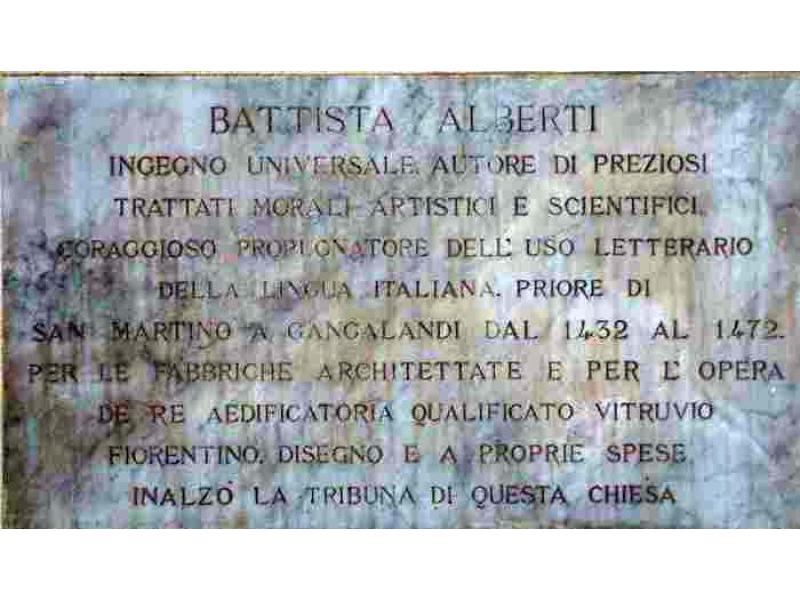 BATTISTA ALBERTI
INGEGNO UNIVERSALE. AUTORE DI PREZIOSI
TRATTATI MORALI ARTISTICI E SCIENTIFICI.
CORAGGIOSO PROPUGNATORE DELL' USO LETTERARIO
DELLA LINGUA ITALIANA. PRIORE DI
SAN MARTINO A GANGALANDI DAL 1432 AL 1472.
PER LE FABBRICHE ARCHITETTATE E PER L' OPERA
DE RE AEDIFICATORIA QUALIFICATO VITRUVIO
FIORENTINO. DISEGNO E A PROPRIE SPESE
INALZO LA TRIBUNA DI QUESTA CHIESA